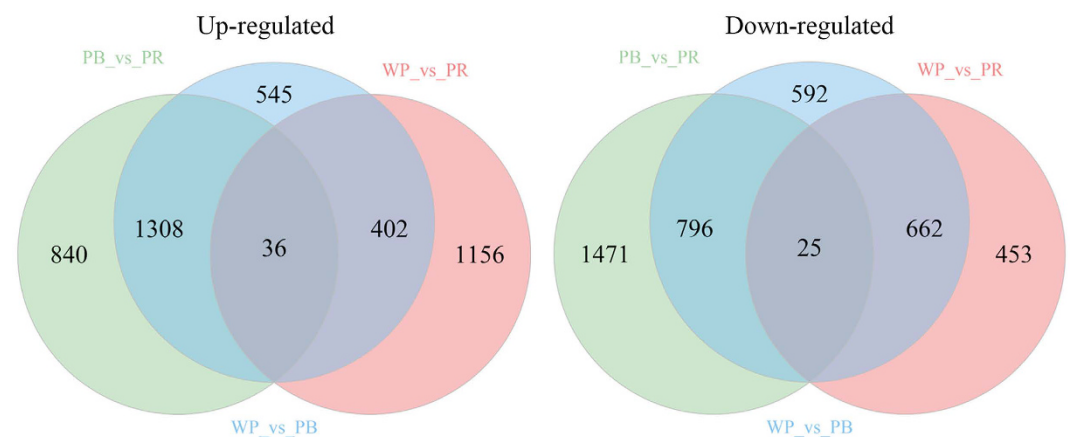 Up-regulated
PB_vs_PR
WP_vs_PR
545
1308
402
36
840
1156
WP_vs_PB
Down-regulated
PB_vs_PR
WP_vs_PR
592
796
662
25
1471
453
WP_vs_PB